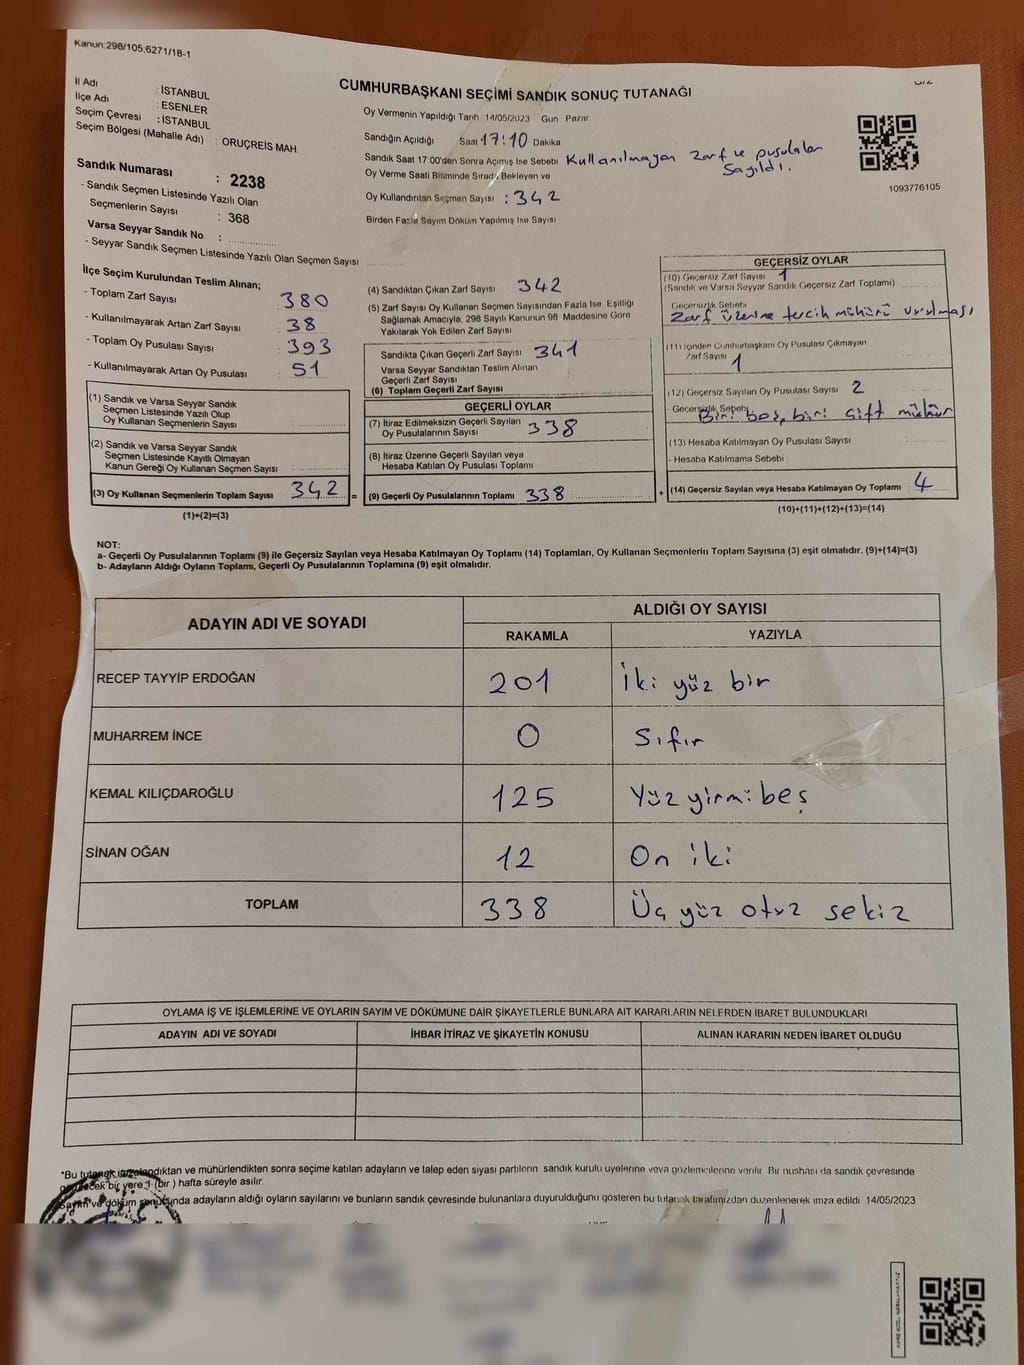 Kanun:298/105;6271/18-1
CUMHURBAŞKANI SEÇİMİ SANDIK SONUÇ TUTANAĞI
İl Adı : İSTANBUL
İlçe Adı : ESENLER
Seçim Çevresi : İSTANBUL
Seçim Bölgesi (Mahalle Adı) : ORUÇREİS MAH.
Sandık Numarası : 2238
- Sandık Seçmen Listesinde Yazılı Olan
Seçmenlerin Sayısı : 368
Varsa Seyyar Sandık No :
- Seyyar Sandık Seçmen Listesinde Yazılı Olan Seçmen Sayısı
Oy Vermenin Yapıldığı Tarih 14/05/2023 Gün Pazar
Sandığın Açıldığı Saat 17:10 Dakika
Sandık Saat 17:00'den Sonra Açımış İse Sebebi Kullanılmayan zarf ve pusulalar
sayıldı.
Oy Verme Saati Bitiminde Sırada Bekleyen ve
Oy Kullandırılan Seçmen Sayısı : 342
Birden Fazla Sayım Döküm Yapılmış İse Sayısı
1093776105
İlçe Seçim Kurulundan Teslim Alınan;
- Toplam Zarf Sayısı : 380
- Kullanılmayarak Artan Zarf Sayısı : 38
- Toplam Oy Pusulası Sayısı : 393
- Kullanılmayarak Artan Oy Pusulası : 51
(1) Sandık ve Varsa Seyyar Sandık
Seçmen Listesinde Yazılı Olup
Oy Kullanan Seçmenlerin Sayısı :
(2) Sandık ve Varsa Seyyar Sandık
Seçmen Listesinde Kayıtlı Olmayan
Kanun Gereği Oy Kullanan Seçmen Sayısı :
(3) Oy Kullanan Seçmenlerin Toplam Sayısı 342 =
(1)+(2)=(3)
(4) Sandıktan Çıkan Zarf Sayısı 342
(5) Zarf Sayısı Oy Kullanan Seçmen Sayısından Fazla İse Eşitliği
Sağlamak Amacıyla, 298 Sayılı Kanunun 98 Maddesine Göre
Yakılarak Yok Edilen Zarf Sayısı
Sandıkta Çıkan Geçerli Zarf Sayısı 341
Varsa Seyyar Sandıktan Teslim Alınan
Geçerli Zarf Sayısı
(6) Toplam Geçerli Zarf Sayısı
GEÇERLİ OYLAR
(7) İtiraz Edilmeksizin Geçerli Sayılan
Oy Pusulalarının Sayısı 338
(8) İtiraz Üzerine Geçerli Sayılan veya
Hesaba Katılan Oy Pusulası Toplamı
(9) Geçerli Oy Pusulalarının Toplamı 338 +
GEÇERSİZ OYLAR
(10) Geçersiz Zarf Sayısı 1
(Sandık ve Varsa Seyyar Sandık Geçersiz Zarf Toplamı)
Geçersizlik Sebebi
Zarf üzerine tercih mühürü vurulması
(11) İçinden Cumhurbaşkanı Oy Pusulası Çıkmayan
Zarf Sayısı 1
(12) Geçersiz Sayılan Oy Pusulası Sayısı 2
Geçersizlik Sebebi Biri boş, biri çift mühür
(13) Hesaba Katılmayan Oy Pusulası Sayısı
- Hesaba Katılmama Sebebi :
(14) Geçersiz Sayılan veya Hesaba Katılmayan Oy Toplamı : 4
(10)+(11)+(12)+(13)=(14)
NOT:
a- Geçerli Oy Pusulalarının Toplamı (9) ile Geçersiz Sayılan veya Hesaba Katılmayan Oy Toplamı (14) Toplamları, Oy Kullanan Seçmenlerin Toplam Sayısına (3) eşit olmalıdır. (9)+(14)=(3)
b- Adayların Aldığı Oyların Toplamı, Geçerli Oy Pusulalarının Toplamına (9) eşit olmalıdır.
ADAYIN ADI VE SOYADI ALDIĞI OY SAYISI
RAKAMLA YAZIYLA
RECEP TAYYİP ERDOĞAN 201 İki yüz bir
MUHARREM İNCE 0 Sıfır
KEMAL KILIÇDAROĞLU 125 Yüz yirmi beş
SİNAN OĞAN 12 On iki
TOPLAM 338 Üç yüz otuz sekiz
OYLAMA İŞ VE İŞLEMLERİNE VE OYLARIN SAYIM VE DÖKÜMÜNE DAİR ŞİKAYETLERLE BUNLARA AİT KARARLARIN NELERDEN İBARET BULUNDUKLARI
ADAYIN ADI VE SOYADI İHBAR İTİRAZ VE ŞİKAYETİN KONUSU ALINAN KARARIN NEDEN İBARET OLDUĞU
*Bu tutanak imzalandıktan ve mühürlendikten sonra seçime katılan adayların ve talep eden siyasi partilerin sandık kurulu üyelerine veya gözlemcilerine verilir. Bir nüshası da sandık çevresinde
bir yere 1 (bir ) hafta süreyle asılır.
Sayım ve döküm sonucunda adayların aldığı oyların sayılarını ve bunların sandık çevresinde bulunanlara duyurulduğunu gösteren bu tutanak tarafımızdan düzenlenerek imza edildi 14/05/2023